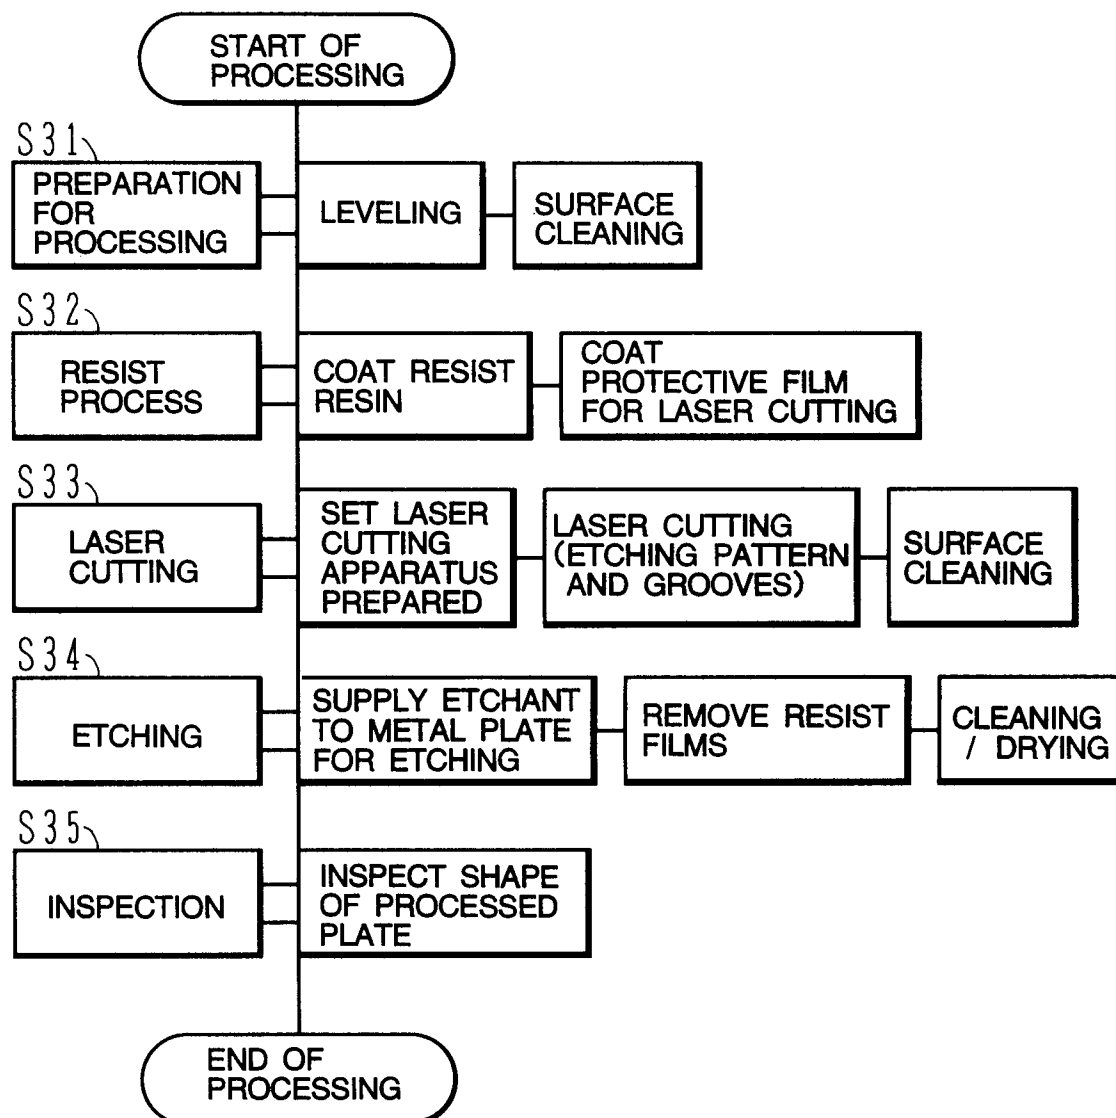 START OF
PROCESSING
S31
PREPARATION
FOR
PROCESSING
LEVELING
SURFACE
CLEANING
S32
RESIST
PROCESS
COAT RESIST
RESIN
COAT
PROTECTIVE FILM
FOR LASER CUTTING
S33
LASER
CUTTING
SET LASER
CUTTING
APPARATUS
PREPARED
LASER CUTTING
(ETCHING PATTERN
AND GROOVES)
SURFACE
CLEANING
S34
ETCHING
SUPPLY ETCHANT
TO METAL PLATE
FOR ETCHING
REMOVE RESIST
FILMS
CLEANING
/ DRYING
S35
INSPECTION
INSPECT SHAPE
OF PROCESSED
PLATE
END OF
PROCESSING